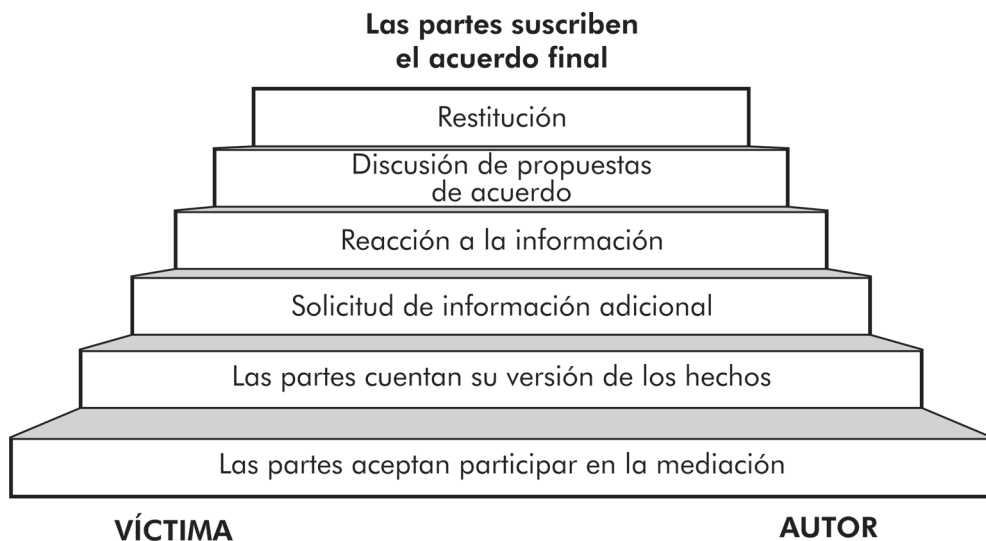 Las partes suscriben
el acuerdo final
Restitución
Discusión de propuestas
de acuerdo
Reacción a la información
Solicitud de información adicional
Las partes cuentan su versión de los hechos
Las partes aceptan participar en la mediación
VÍCTIMA
AUTOR